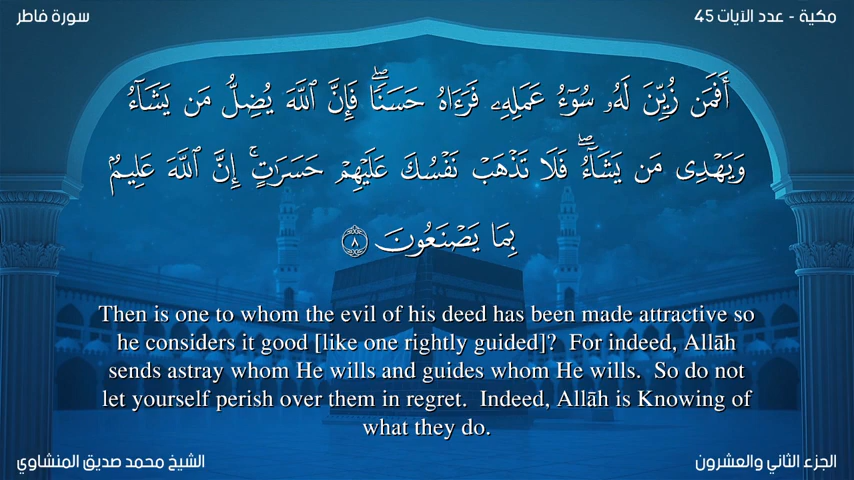 مكية - عدد الآيات 45
سورة فاطر
أَفَمَن زُيِّنَ لَهُۥ سُوٓءُ عَمَلِهِۦ فَرَءَاهُ حَسَنٗاۖ فَإِنَّ ٱللَّهَ يُضِلُّ مَن يَشَآءُ
وَيَهۡدِي مَن يَشَآءُۖ فَلَا تَذۡهَبۡ نَفۡسُكَ عَلَيۡهِمۡ حَسَرَٰتٍۚ إِنَّ ٱللَّهَ عَلِيمُۢ
بِمَا يَصۡنَعُونَ ٨
Then is one to whom the evil of his deed has been made attractive so
he considers it good [like one rightly guided]?  For indeed, Allāh
sends astray whom He wills and guides whom He wills.  So do not
let yourself perish over them in regret.  Indeed, Allāh is Knowing of
what they do.
الجزء الثاني والعشرون
الشيخ محمد صديق المنشاوي